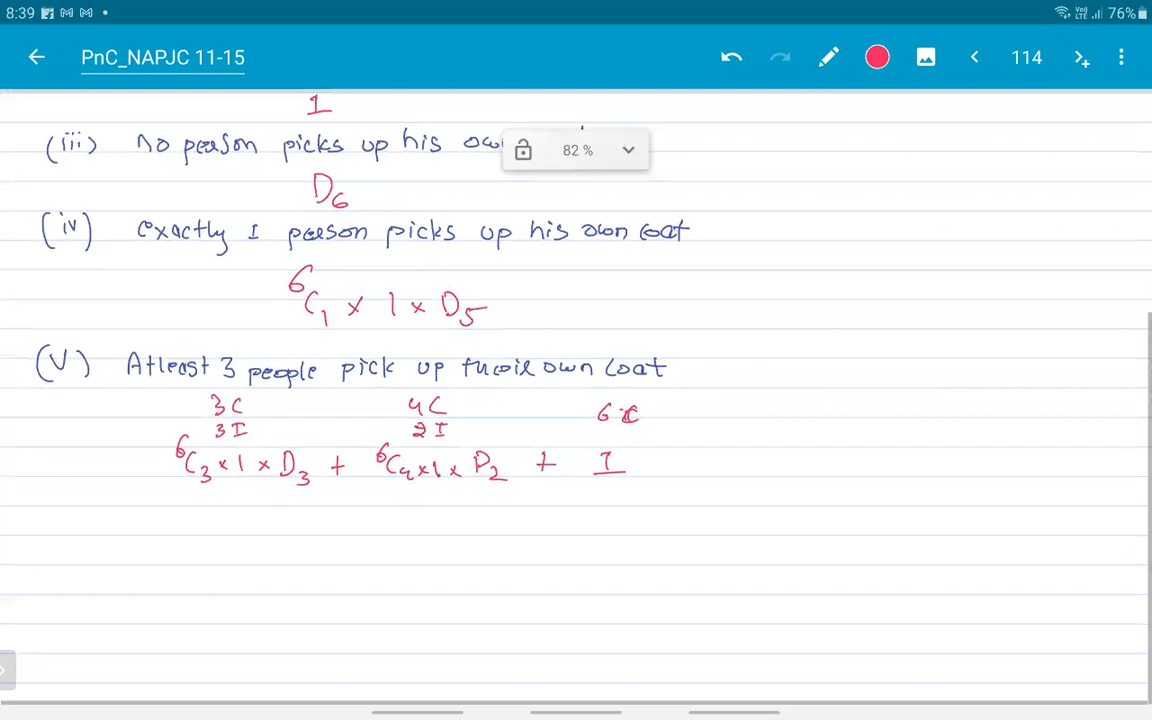 8:39 76%
PnC_NAPJC 11-15 114
1
(iii) No person picks up his own
82 %
D6
(iv) exactly 1 person picks up his own coat
6C1 x 1 x D5
(V) Atleast 3 people pick up own coat
3C 4C 6C
3I 2I
6C3 x 1 x D3 + 6C4 x 1 x D2 + 1